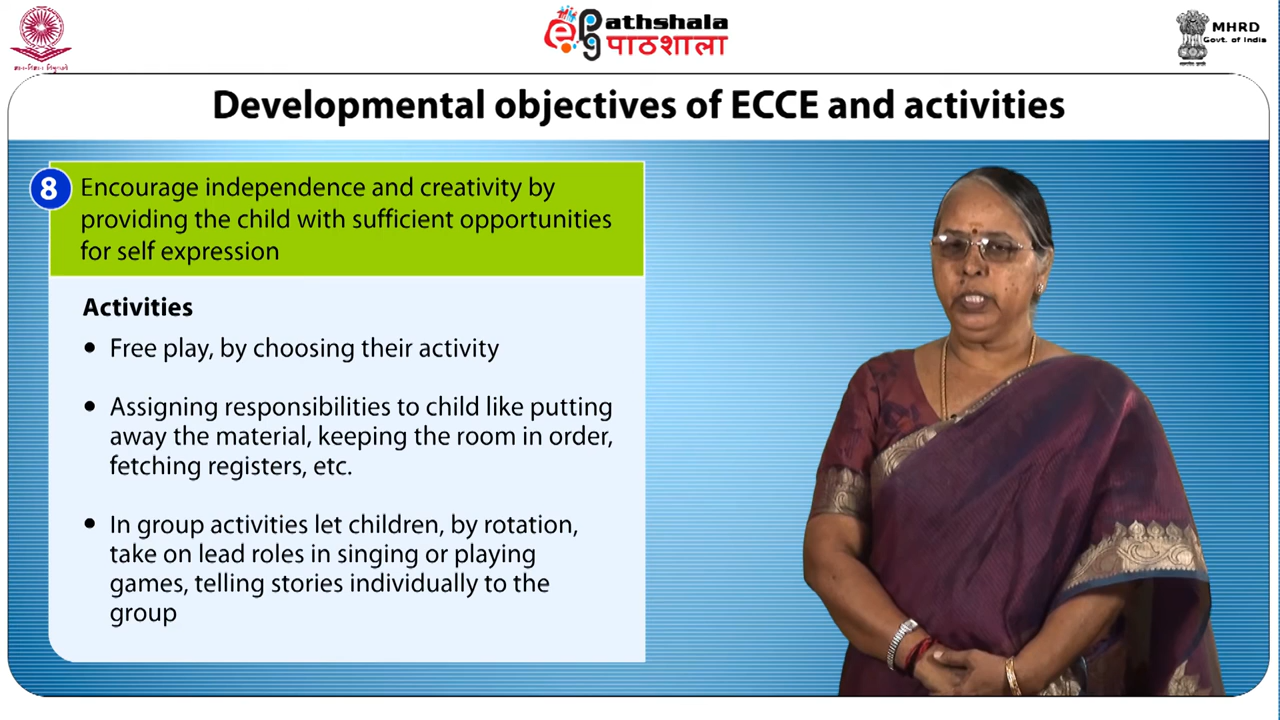 e pg Pathshala
पाठशाला
MHRD
Govt. of India
Developmental objectives of ECCE and activities
8
Encourage independence and creativity by
providing the child with sufficient opportunities
for self expression
Activities
• Free play, by choosing their activity
• Assigning responsibilities to child like putting
away the material, keeping the room in order,
fetching registers, etc.
• In group activities let children, by rotation,
take on lead roles in singing or playing
games, telling stories individually to the
group